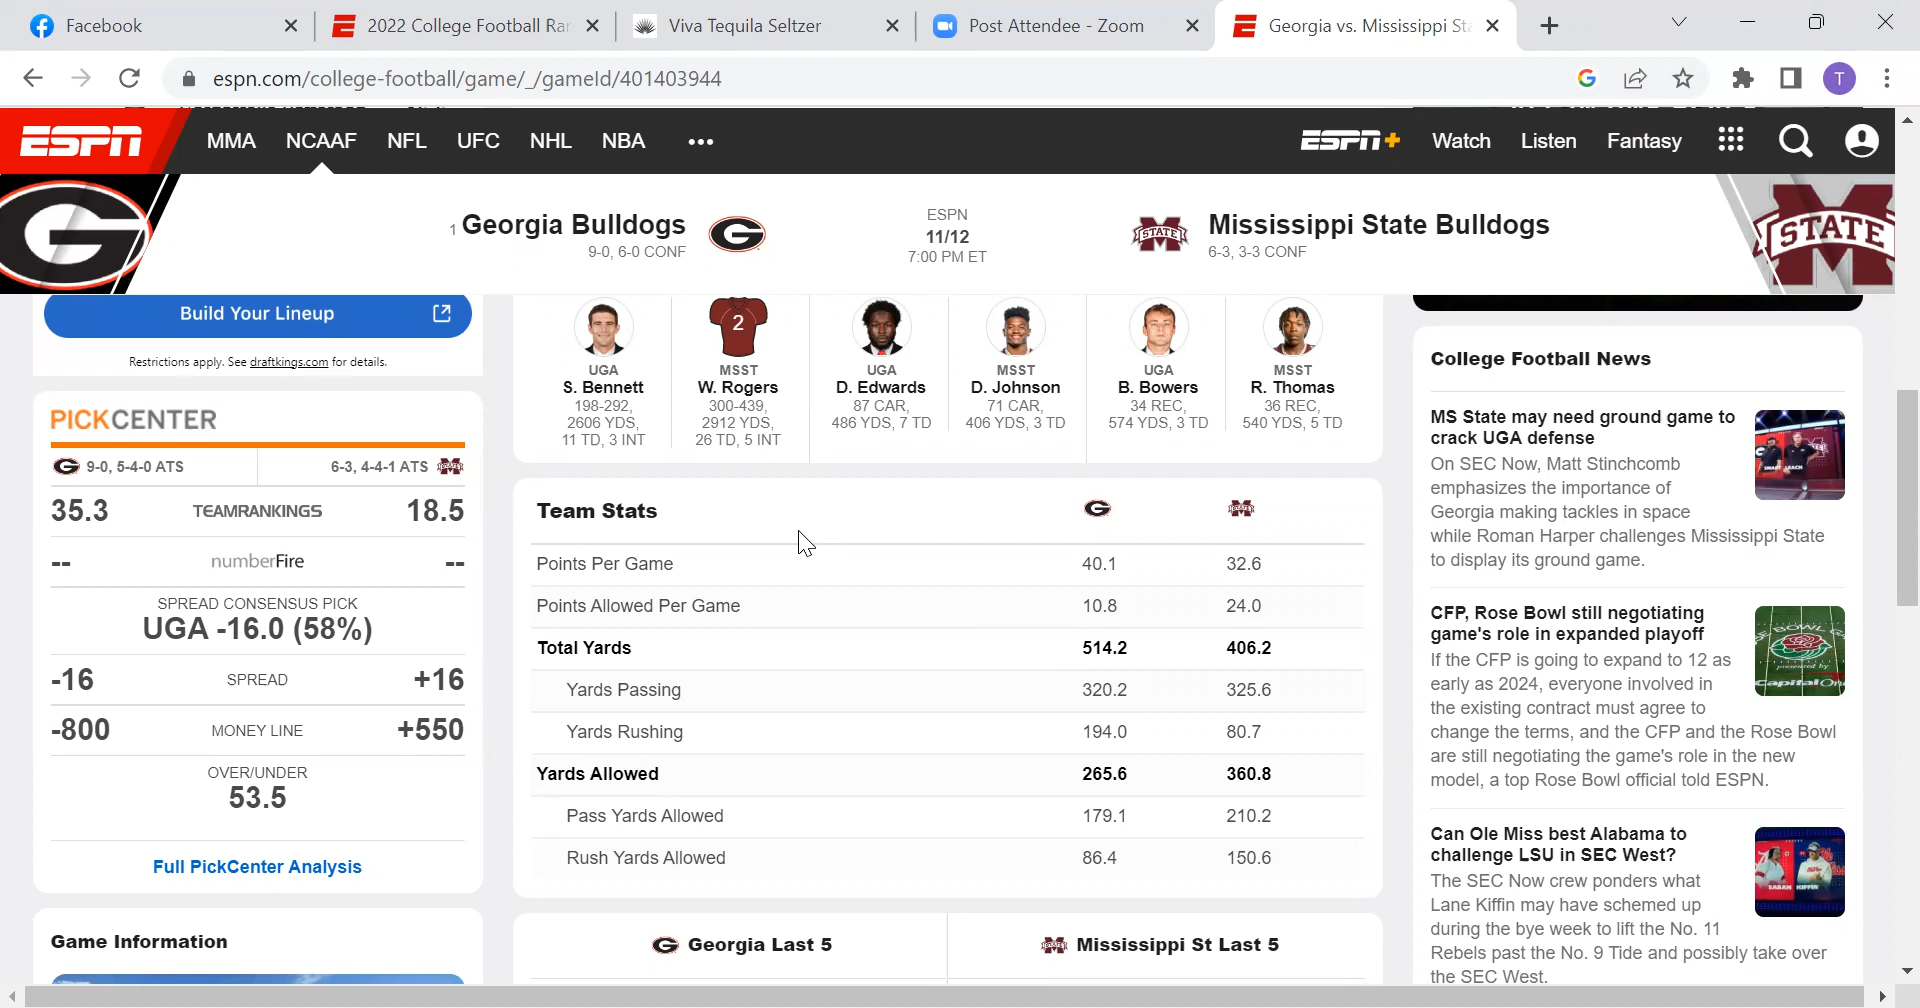 Facebook
2022 College Football Ran
Viva Tequila Seltzer
Post Attendee - Zoom
Georgia vs. Mississippi Sta
espn.com/college-football/game/_/gameId/401403944
T
ESPN MMA NCAAF NFL UFC NHL NBA ••• ESPN+ Watch Listen Fantasy
G
1 Georgia Bulldogs
9-0, 6-0 CONF
G
ESPN
11/12
7:00 PM ET
STATE
Mississippi State Bulldogs
6-3, 3-3 CONF
STATE
Build Your Lineup
Restrictions apply. See draftkings.com for details.
PICKCENTER
G 9-0, 5-4-0 ATS 6-3, 4-4-1 ATS
35.3 TEAMRANKINGS 18.5
-- numberFire --
SPREAD CONSENSUS PICK
UGA -16.0 (58%)
-16 SPREAD +16
-800 MONEY LINE +550
OVER/UNDER
53.5
Full PickCenter Analysis
Game Information
UGA
S. Bennett
198-292,
2606 YDS,
11 TD, 3 INT
2
MSST
W. Rogers
300-439,
2912 YDS,
26 TD, 5 INT
UGA
D. Edwards
87 CAR,
486 YDS, 7 TD
MSST
D. Johnson
71 CAR,
406 YDS, 3 TD
UGA
B. Bowers
34 REC,
574 YDS, 3 TD
MSST
R. Thomas
36 REC,
540 YDS, 5 TD
Team Stats
Points Per Game 40.1 32.6
Points Allowed Per Game 10.8 24.0
Total Yards 514.2 406.2
Yards Passing 320.2 325.6
Yards Rushing 194.0 80.7
Yards Allowed 265.6 360.8
Pass Yards Allowed 179.1 210.2
Rush Yards Allowed 86.4 150.6
G Georgia Last 5
Mississippi St Last 5
College Football News
MS State may need ground game to
crack UGA defense
On SEC Now, Matt Stinchcomb
emphasizes the importance of
Georgia making tackles in space
while Roman Harper challenges Mississippi State
to display its ground game.
CFP, Rose Bowl still negotiating
game's role in expanded playoff
If the CFP is going to expand to 12 as
early as 2024, everyone involved in
the existing contract must agree to
change the terms, and the CFP and the Rose Bowl
are still negotiating the game's role in the new
model, a top Rose Bowl official told ESPN.
Can Ole Miss best Alabama to
challenge LSU in SEC West?
The SEC Now crew ponders what
Lane Kiffin may have schemed up
during the bye week to lift the No. 11
Rebels past the No. 9 Tide and possibly take over
the SEC West.